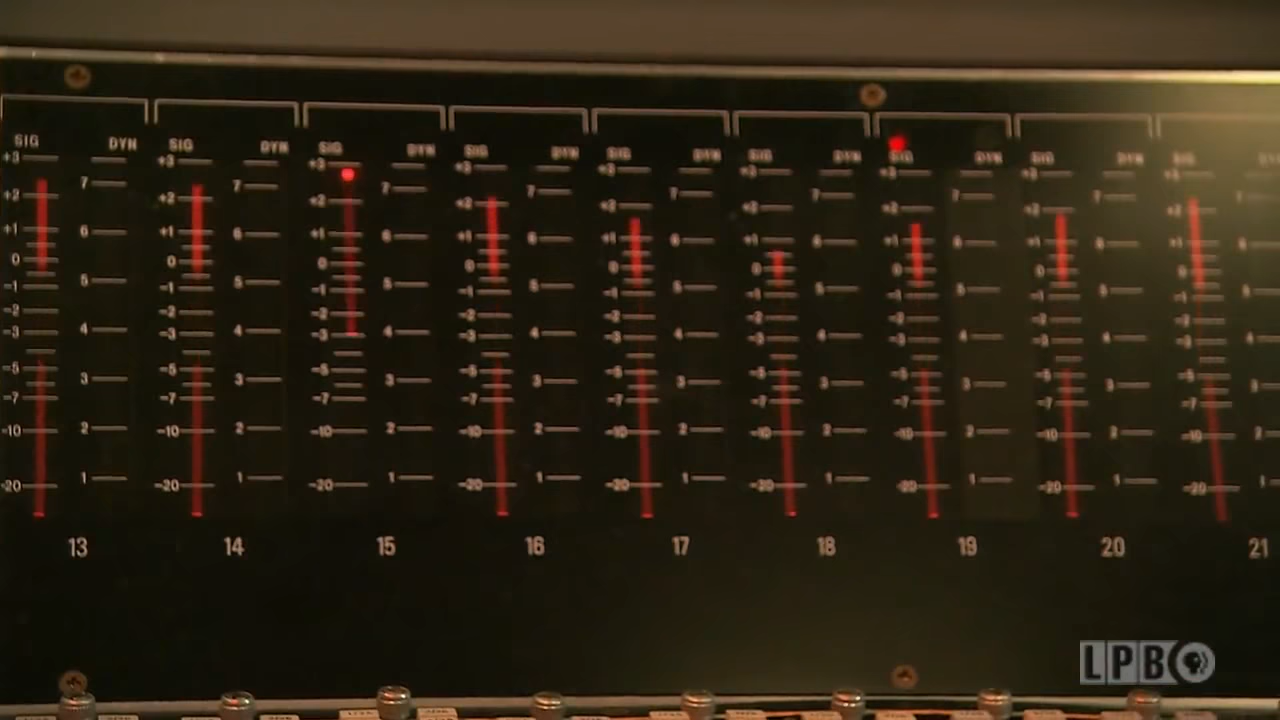 SIG DYN SIG DYN SIG DYN SIG DYN SIG DYN SIG DYN SIG DYN SIG DYN SIG
+3 +3 +3 +3 +3 +3 +3 +3 +3
7 7 7 7 7 7
+2 +2 +2 +2 +2 +2 +2 +2 +2
+1 6 +1 6 +1 6 +1 6 +1 6 +1 6 +1 6 +1 6 +1 6
0 0 0 0 0 0 0 0 0
-1 5 -1 5 -1 5 -1 5 -1 5 -1 5 -1 5 -1 5 -1 5
-2 -2 -2 -2 -2 -2 -2 -2 -2
-3 4 -3 4 -3 4 -3 4 -3 4 -3 4 -3 4 -3 4 -3 4
-5 3 -5 3 -5 3 -5 3 -5 3 -5 3 -5 3 -5 3 -5 3
-7 -7 -7 -7 -7 -7 -7 -7 -7
-10 2 -10 2 -10 2 -10 2 -10 2 -10 2 -10 2 -10 2 -10 2
-20 1 -20 1 -20 1 -20 1 -20 1 -20 1 -20 1 -20 1 -20 1
13 14 15 16 17 18 19 20 21
LPB